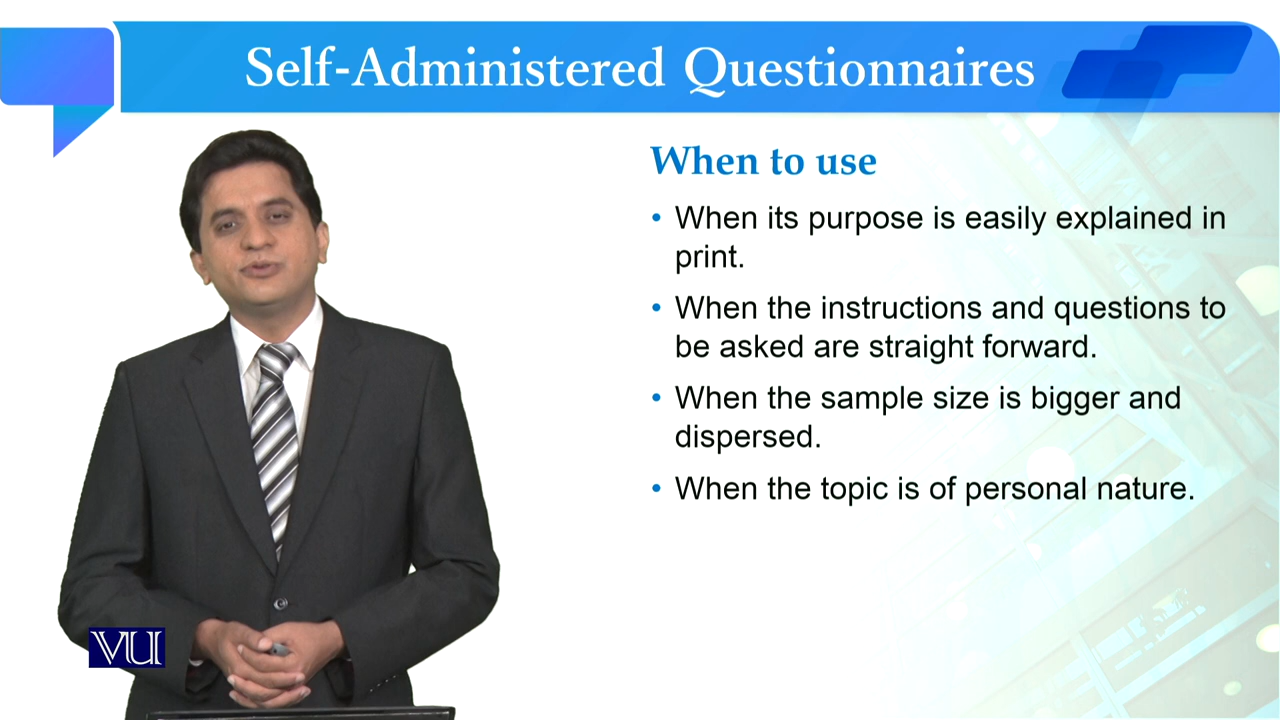 Self-Administered Questionnaires
When to use
• When its purpose is easily explained in
print.
• When the instructions and questions to
be asked are straight forward.
• When the sample size is bigger and
dispersed.
• When the topic is of personal nature.
VU